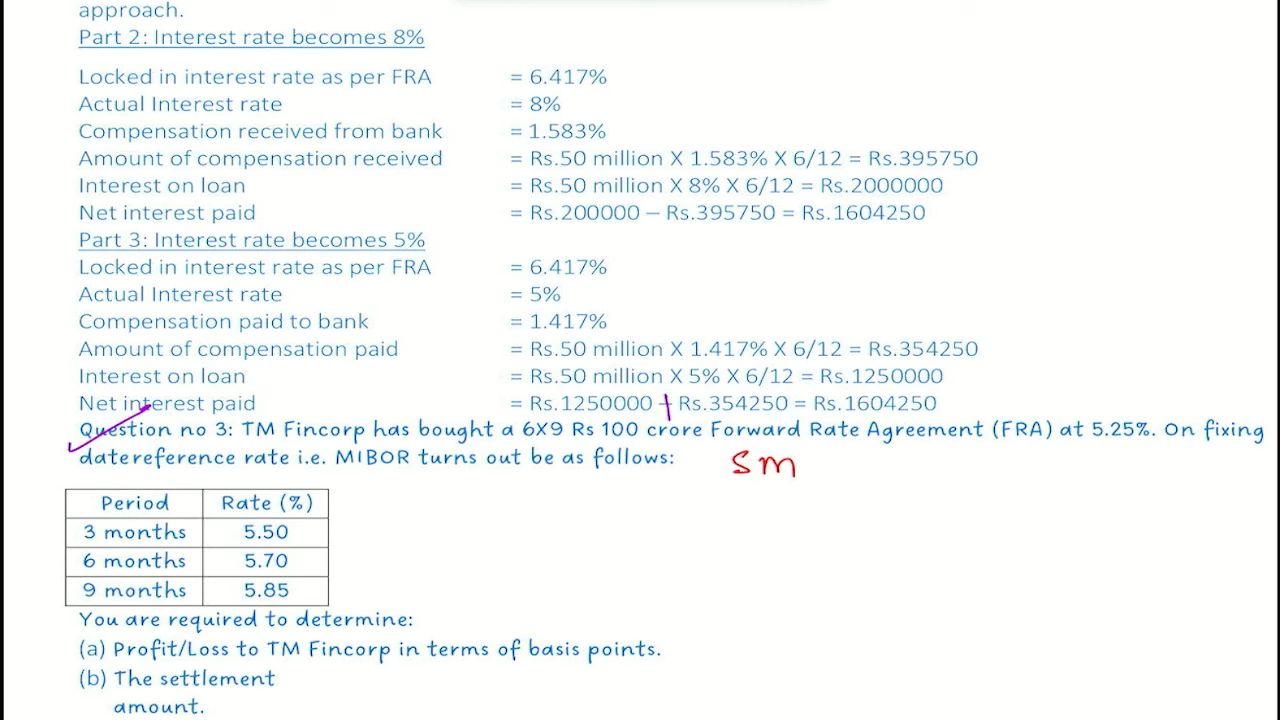 approach.
Part 2: Interest rate becomes 8%
Locked in interest rate as per FRA = 6.417%
Actual Interest rate = 8%
Compensation received from bank = 1.583%
Amount of compensation received = Rs.50 million X 1.583% X 6/12 = Rs.395750
Interest on loan = Rs.50 million X 8% X 6/12 = Rs.2000000
Net interest paid = Rs.200000 – Rs.395750 = Rs.1604250
Part 3: Interest rate becomes 5%
Locked in interest rate as per FRA = 6.417%
Actual Interest rate = 5%
Compensation paid to bank = 1.417%
Amount of compensation paid = Rs.50 million X 1.417% X 6/12 = Rs.354250
Interest on loan = Rs.50 million X 5% X 6/12 = Rs.1250000
Net interest paid = Rs.1250000 + Rs.354250 = Rs.1604250
Question no 3: TM Fincorp has bought a 6X9 Rs 100 crore Forward Rate Agreement (FRA) at 5.25%. On fixing
datereference rate i.e. MIBOR turns out be as follows:
SM
Period Rate (%)
3 months 5.50
6 months 5.70
9 months 5.85
You are required to determine:
(a) Profit/Loss to TM Fincorp in terms of basis points.
(b) The settlement
amount.